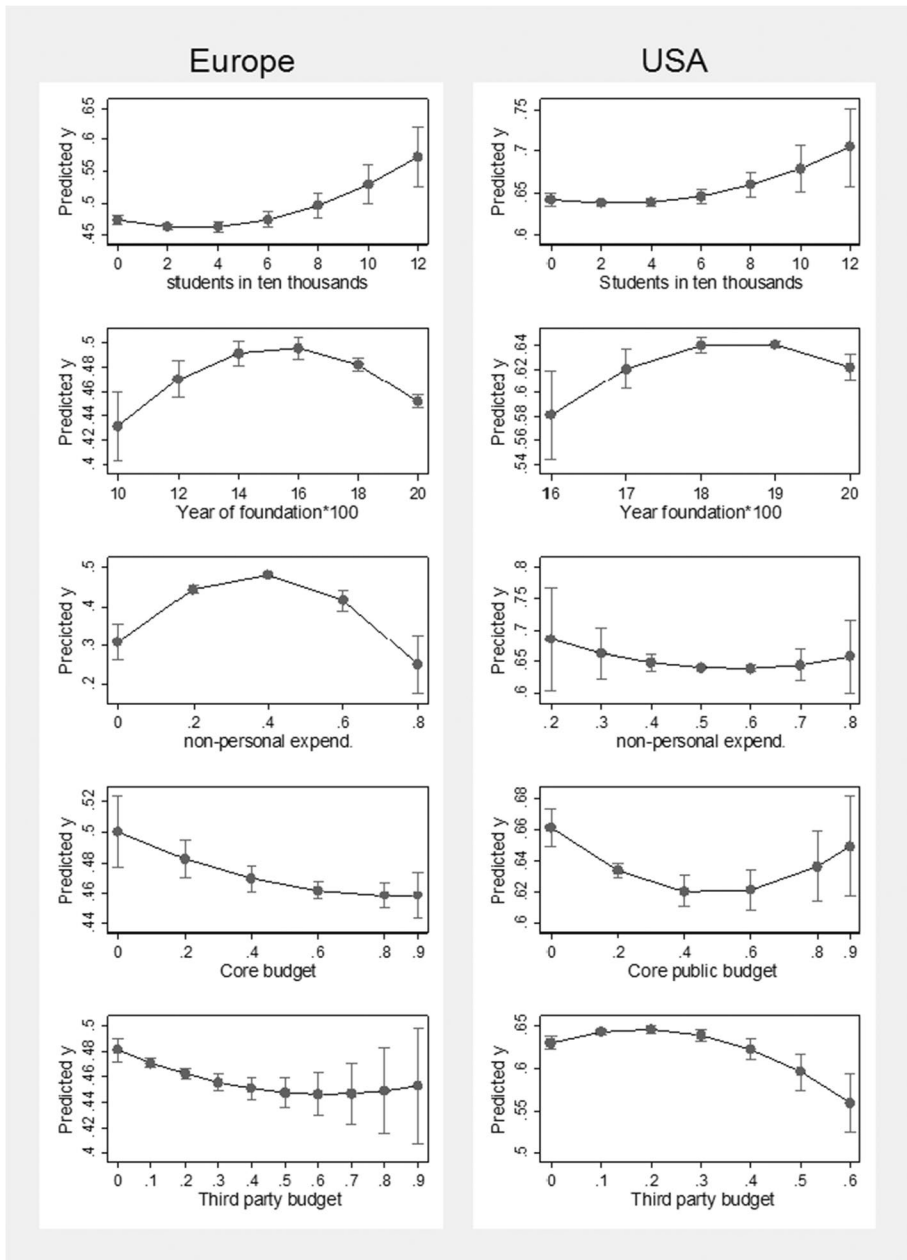 Europe
USA
Predicted y
.45 .5 .55 .6 .65
0 2 4 6 8 10 12
students in ten thousands
Predicted y
.6 .65 .7 .75
0 2 4 6 8 10 12
Students in ten thousands
Predicted y
.4 .42 .44 .46 .48 .5
10 12 14 16 18 20
Year of foundation*100
Predicted y
.54 .56 .58 .6 .62 .64
16 17 18 19 20
Year foundation*100
Precicted y
.2 .3 .4 .5
0 .2 .4 .6 .8
non-personal expend.
Predicted y
.6 .65 .7 .75 .8
.2 .3 .4 .5 .6 .7 .8
non-personal expend.
Predicted y
.44 .46 .48 .5 .52
0 .2 .4 .6 .8 .9
Core budget
Predicted y
.6 .62 .64 .66 .68
0 .2 .4 .6 .8 .9
Core public budget
Predicted y
.4 .42 .44 .46 .48 .5
0 .1 .2 .3 .4 .5 .6 .7 .8 .9
Third party budget
Predicted y
.5 .55 .6 .65
0 .1 .2 .3 .4 .5 .6
Third party budget